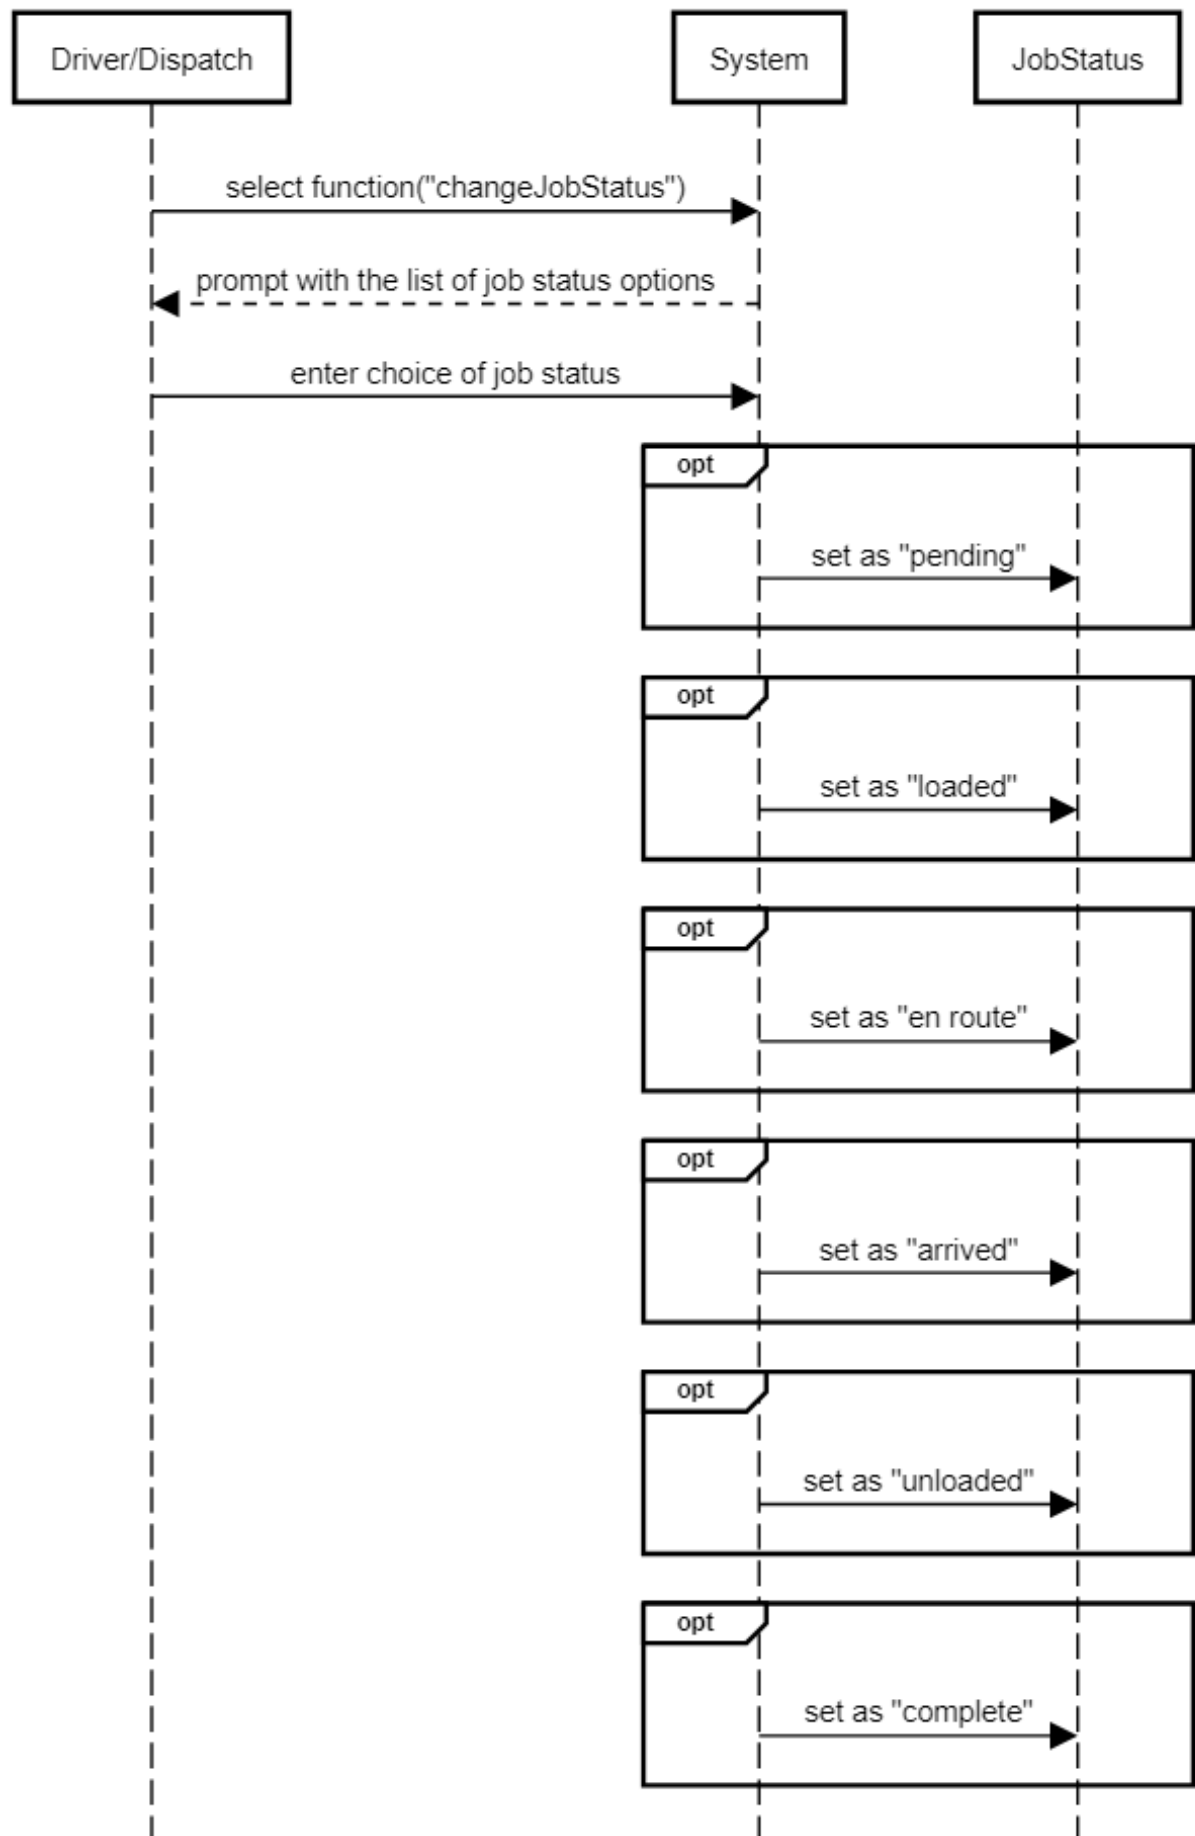 Driver/Dispatch
System
JobStatus
select function("changeJobStatus")
prompt with the list of job status options
enter choice of job status
opt
set as "pending"
opt
set as "loaded"
opt
set as "en route"
opt
set as "arrived"
opt
set as "unloaded"
opt
set as "complete"